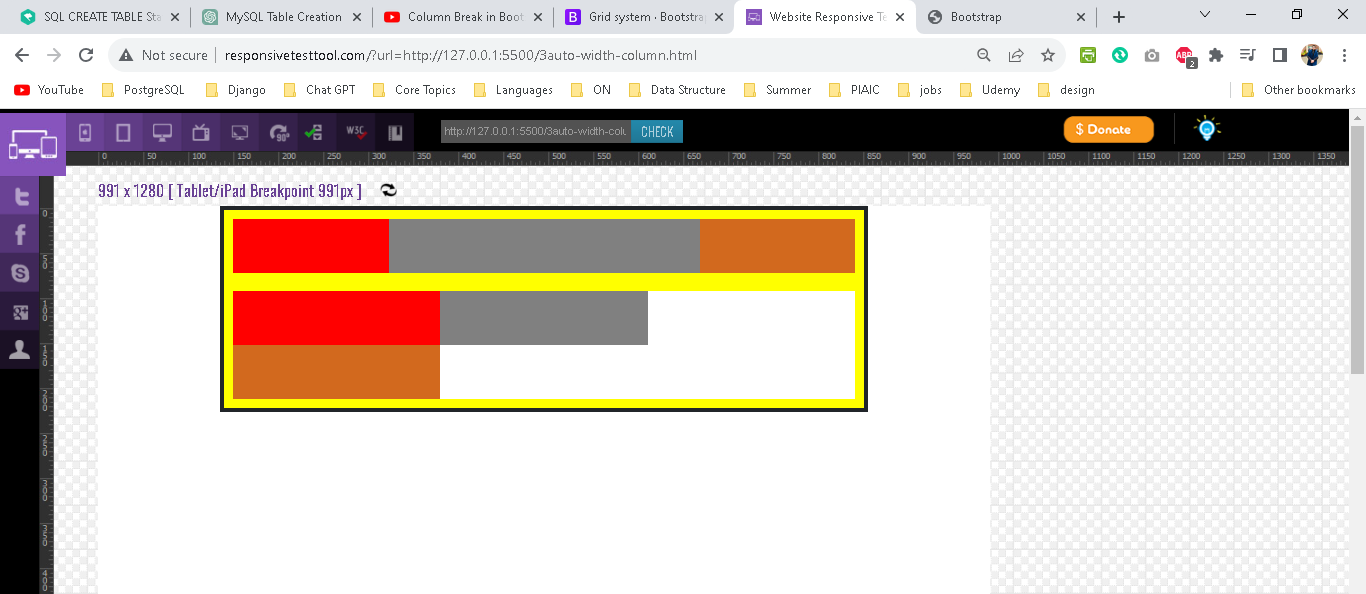 SQL CREATE TABLE Sta
MySQL Table Creation
Column Break in Boot
Grid system · Bootstrap
Website Responsive Te
Bootstrap
Not secure
responsivetesttool.com/?url=http://127.0.0.1:5500/3auto-width-column.html
ABP
2
YouTube
PostgreSQL
Django
Chat GPT
Core Topics
Languages
ON
Data Structure
Summer
PIAIC
jobs
Udemy
design
Other bookmarks
90°
W3C
http://127.0.0.1:5500/3auto-width-colu
CHECK
$ Donate
0 50 100 150 200 250 300 350 400 450 500 550 600 650 700 750 800 850 900 950 1000 1050 1100 1150 1200 1250 1300 1350
991 x 1280 [ Tablet/iPad Breakpoint 991px ]
0
50
100
150
200
250
300
350
400